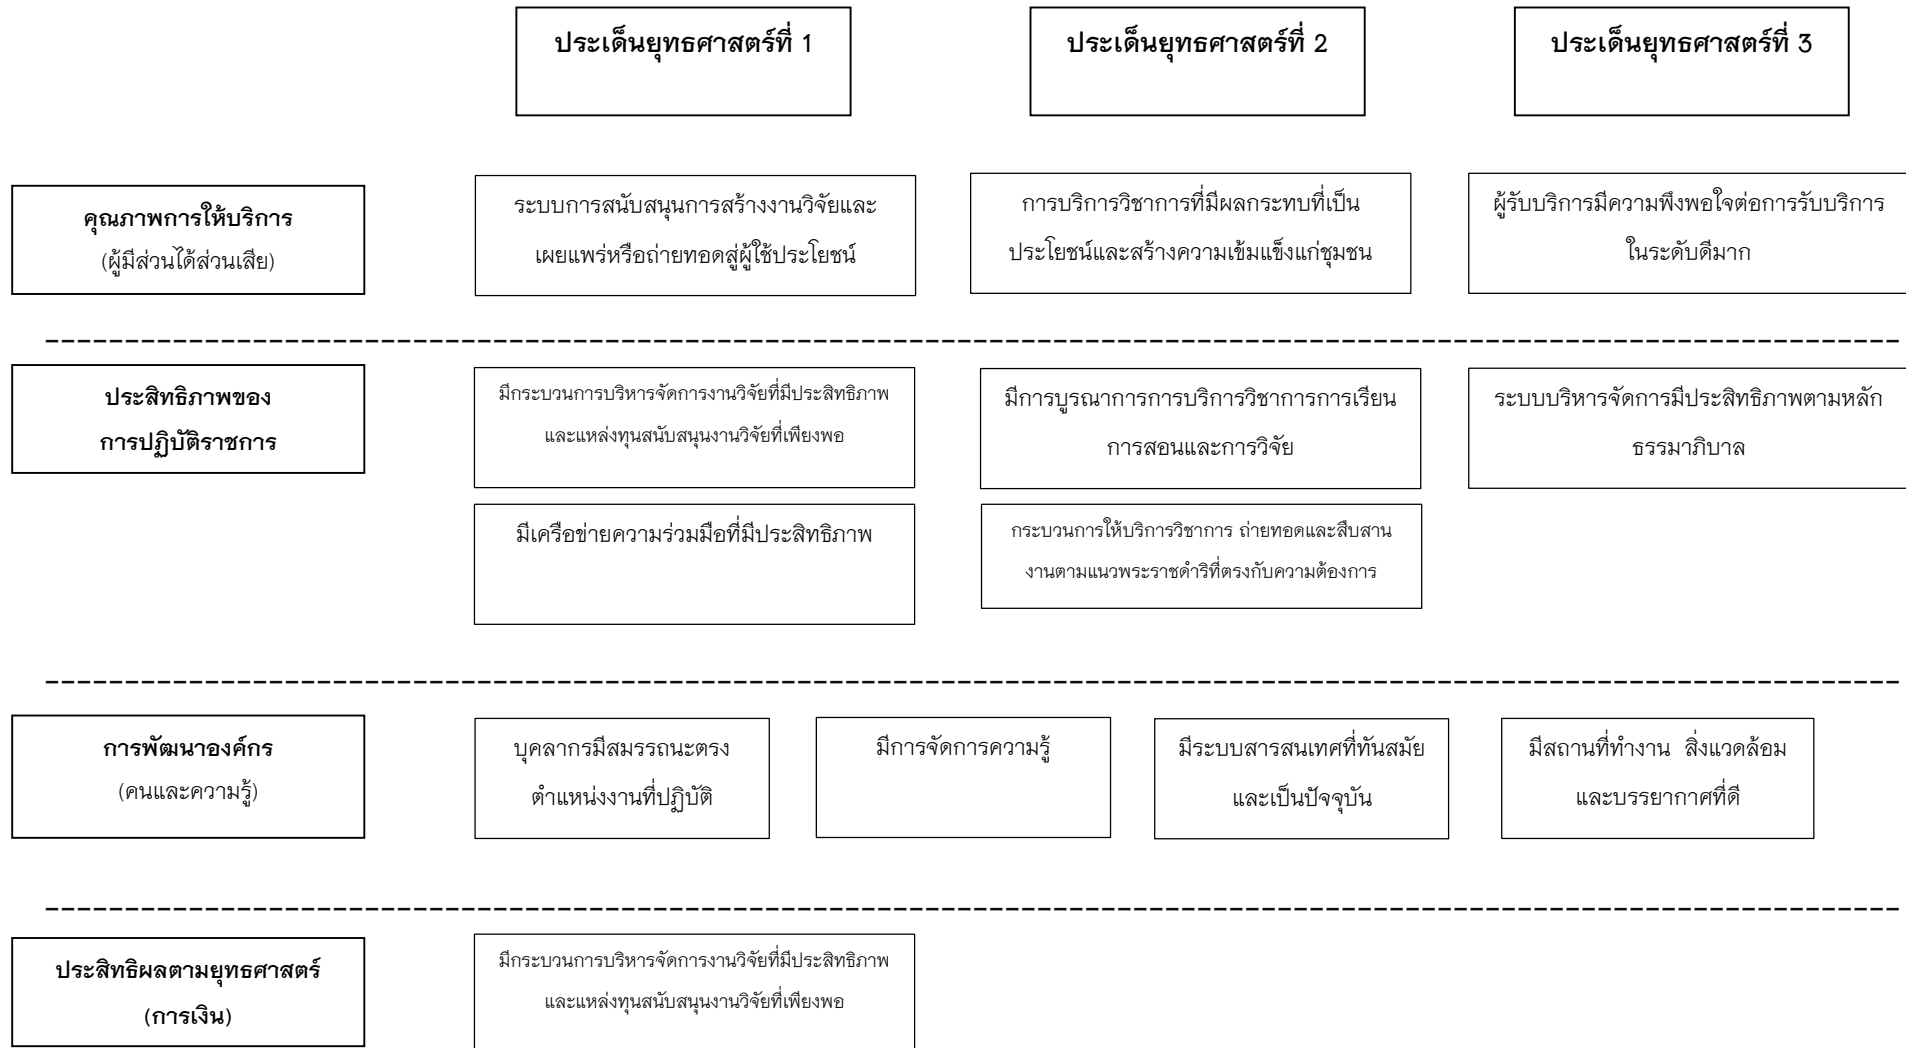 ประเด็นยุทธศาสตร์ที่ 1
ประเด็นยุทธศาสตร์ที่ 2
ประเด็นยุทธศาสตร์ที่ 3
คุณภาพการให้บริการ
(ผู้มีส่วนได้ส่วนเสีย)
ระบบการสนับสนุนการสร้างงานวิจัยและ
เผยแพร่หรือถ่ายทอดสู่ผู้ใช้ประโยชน์
การบริการวิชาการที่มีผลกระทบที่เป็น
ประโยชน์และสร้างความเข้มแข็งแก่ชุมชน
ผู้รับบริการมีความพึงพอใจต่อการรับบริการ
ในระดับดีมาก
ประสิทธิภาพของ
การปฏิบัติราชการ
มีกระบวนการบริหารจัดการงานวิจัยที่มีประสิทธิภาพ
และแหล่งทุนสนับสนุนงานวิจัยที่เพียงพอ
มีการบูรณาการการบริการวิชาการการเรียน
การสอนและการวิจัย
ระบบบริหารจัดการมีประสิทธิภาพตามหลัก
ธรรมาภิบาล
มีเครือข่ายความร่วมมือที่มีประสิทธิภาพ
กระบวนการให้บริการวิชาการ ถ่ายทอดและสืบสาน
งานตามแนวพระราชดำริที่ตรงกับความต้องการ
การพัฒนาองค์กร
(คนและความรู้)
บุคลากรมีสมรรถนะตรง
ตำแหน่งงานที่ปฏิบัติ
มีการจัดการความรู้
มีระบบสารสนเทศที่ทันสมัย
และเป็นปัจจุบัน
มีสถานที่ทำงาน สิ่งแวดล้อม
และบรรยากาศที่ดี
ประสิทธิผลตามยุทธศาสตร์
(การเงิน)
มีกระบวนการบริหารจัดการงานวิจัยที่มีประสิทธิภาพ
และแหล่งทุนสนับสนุนงานวิจัยที่เพียงพอ